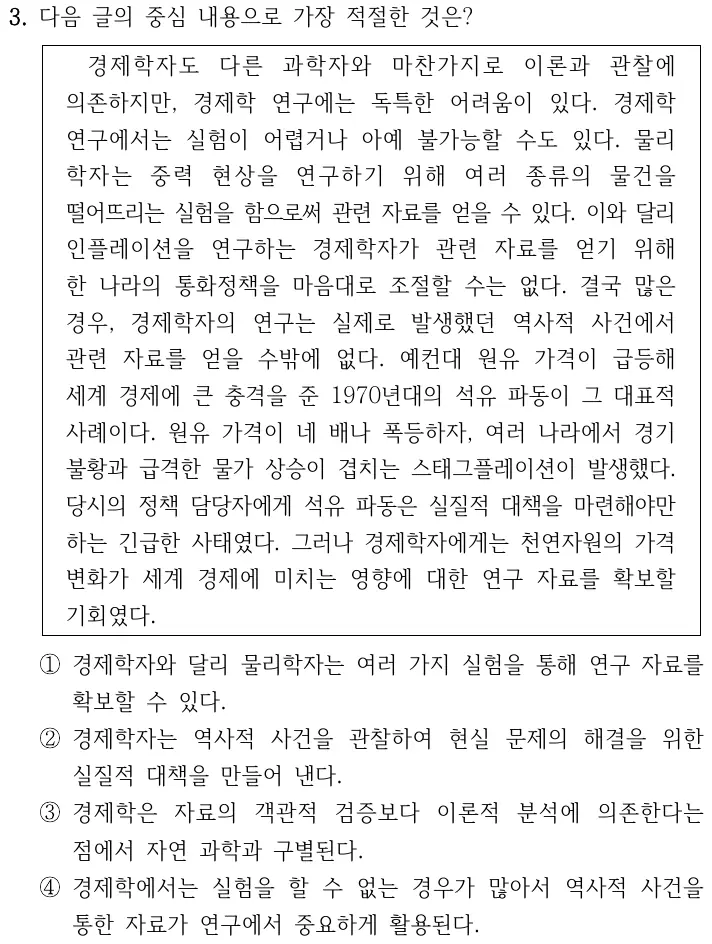 3. 다음 글의 중심 내용으로 가장 적절한 것은?
경제학자도 다른 과학자와 마찬가지로 이론과 관찰에
의존하지만, 경제학 연구에는 독특한 어려움이 있다. 경제학
연구에서는 실험이 어렵거나 아예 불가능할 수도 있다. 물리
학자는 중력 현상을 연구하기 위해 여러 종류의 물건을
떨어뜨리는 실험을 함으로써 관련 자료를 얻을 수 있다. 이와 달리
인플레이션을 연구하는 경제학자가 관련 자료를 얻기 위해
한 나라의 통화정책을 마음대로 조절할 수는 없다. 결국 많은
경우, 경제학자의 연구는 실제로 발생했던 역사적 사건에서
관련 자료를 얻을 수밖에 없다. 예컨대 원유 가격이 급등해
세계 경제에 큰 충격을 준 1970년대의 석유 파동이 그 대표적
사례이다. 원유 가격이 네 배나 폭등하자, 여러 나라에서 경기
불황과 급격한 물가 상승이 겹치는 스태그플레이션이 발생했다.
당시의 정책 담당자에게 석유 파동은 실질적 대책을 마련해야만
하는 긴급한 사태였다. 그러나 경제학자에게는 천연자원의 가격
변화가 세계 경제에 미치는 영향에 대한 연구 자료를 확보할
기회였다.
① 경제학자와 달리 물리학자는 여러 가지 실험을 통해 연구 자료를
확보할 수 있다.
② 경제학자는 역사적 사건을 관찰하여 현실 문제의 해결을 위한
실질적 대책을 만들어 낸다.
③ 경제학은 자료의 객관적 검증보다 이론적 분석에 의존한다는
점에서 자연 과학과 구별된다.
④ 경제학에서는 실험을 할 수 없는 경우가 많아서 역사적 사건을
통한 자료가 연구에서 중요하게 활용된다.